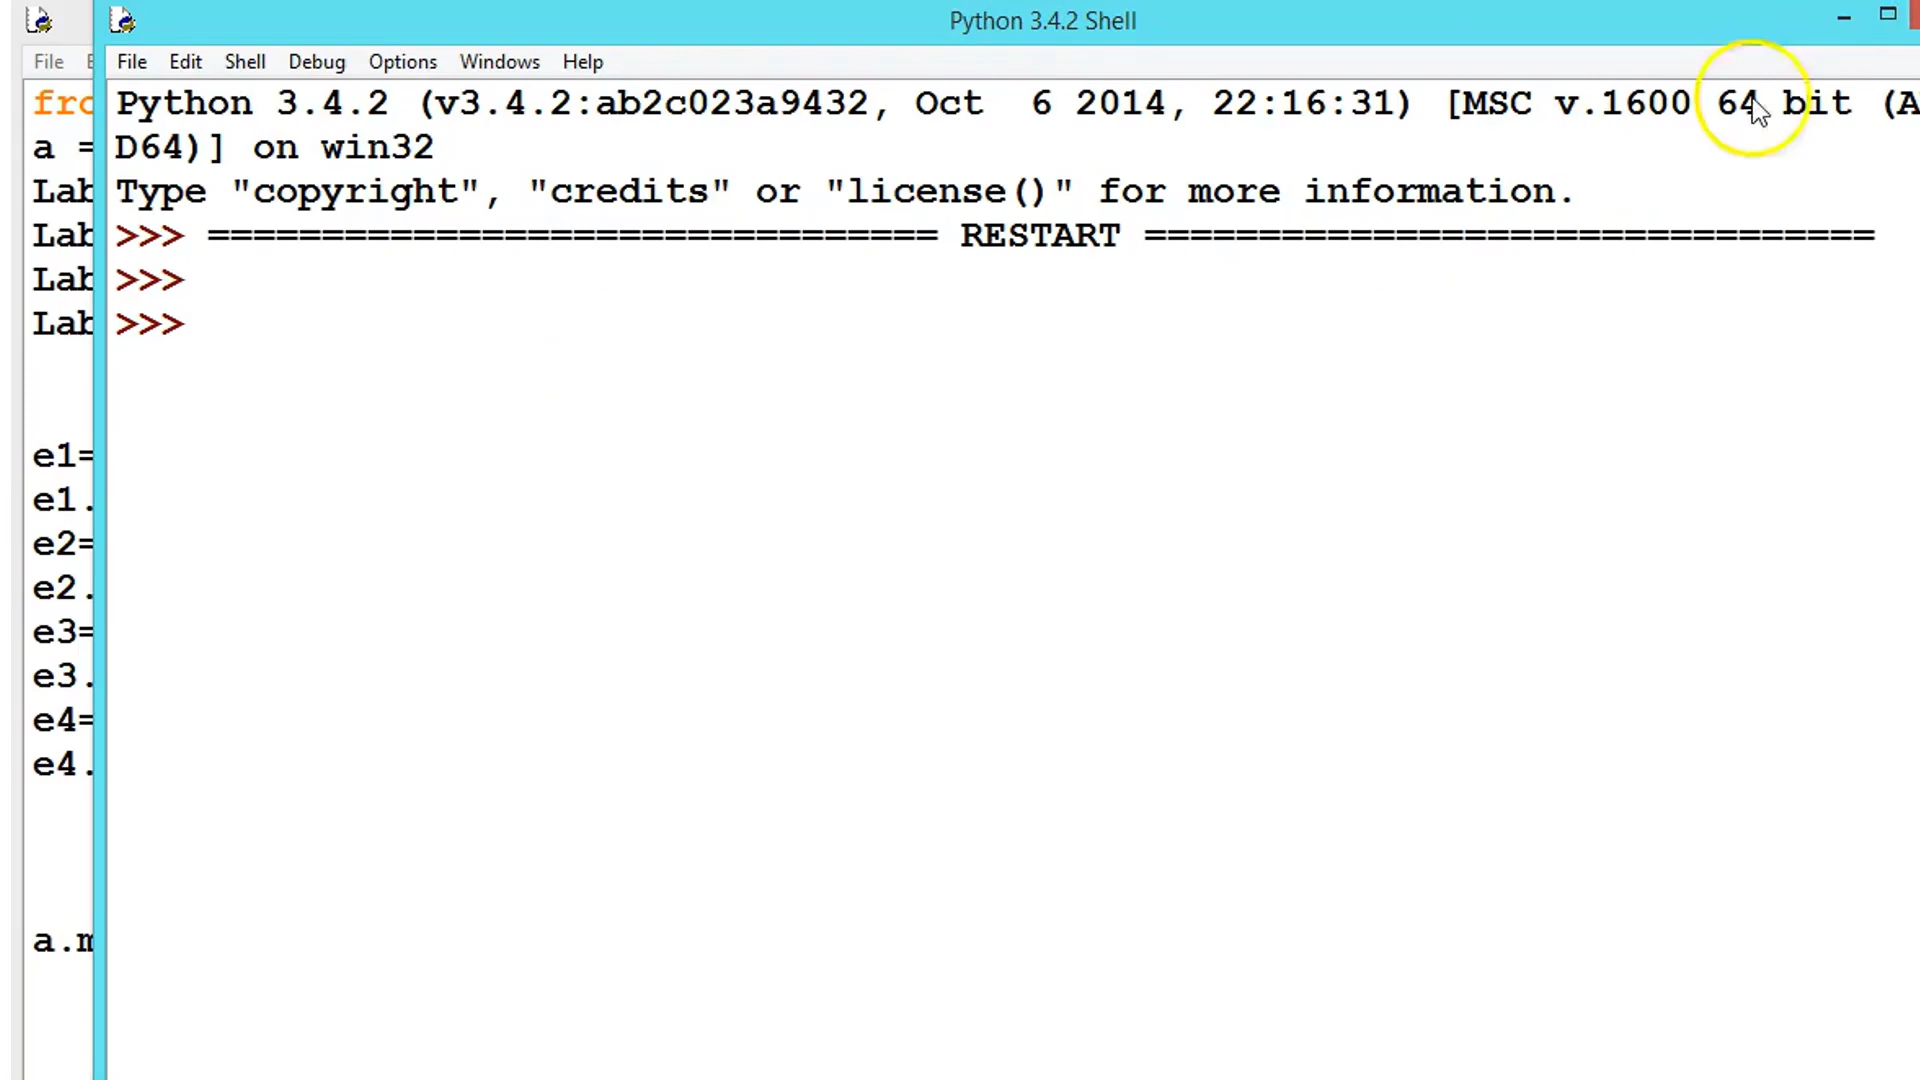 Python 3.4.2 Shell
File
File Edit Shell Debug Options Windows Help
Python 3.4.2 (v3.4.2:ab2c023a9432, Oct  6 2014, 22:16:31) [MSC v.1600 64 bit (A
D64)] on win32
Type "copyright", "credits" or "license()" for more information.
>>> ================================ RESTART ================================
>>>
>>>
a =
e1=
e1.
e2=
e2.
e3=
e3.
e4=
e4.